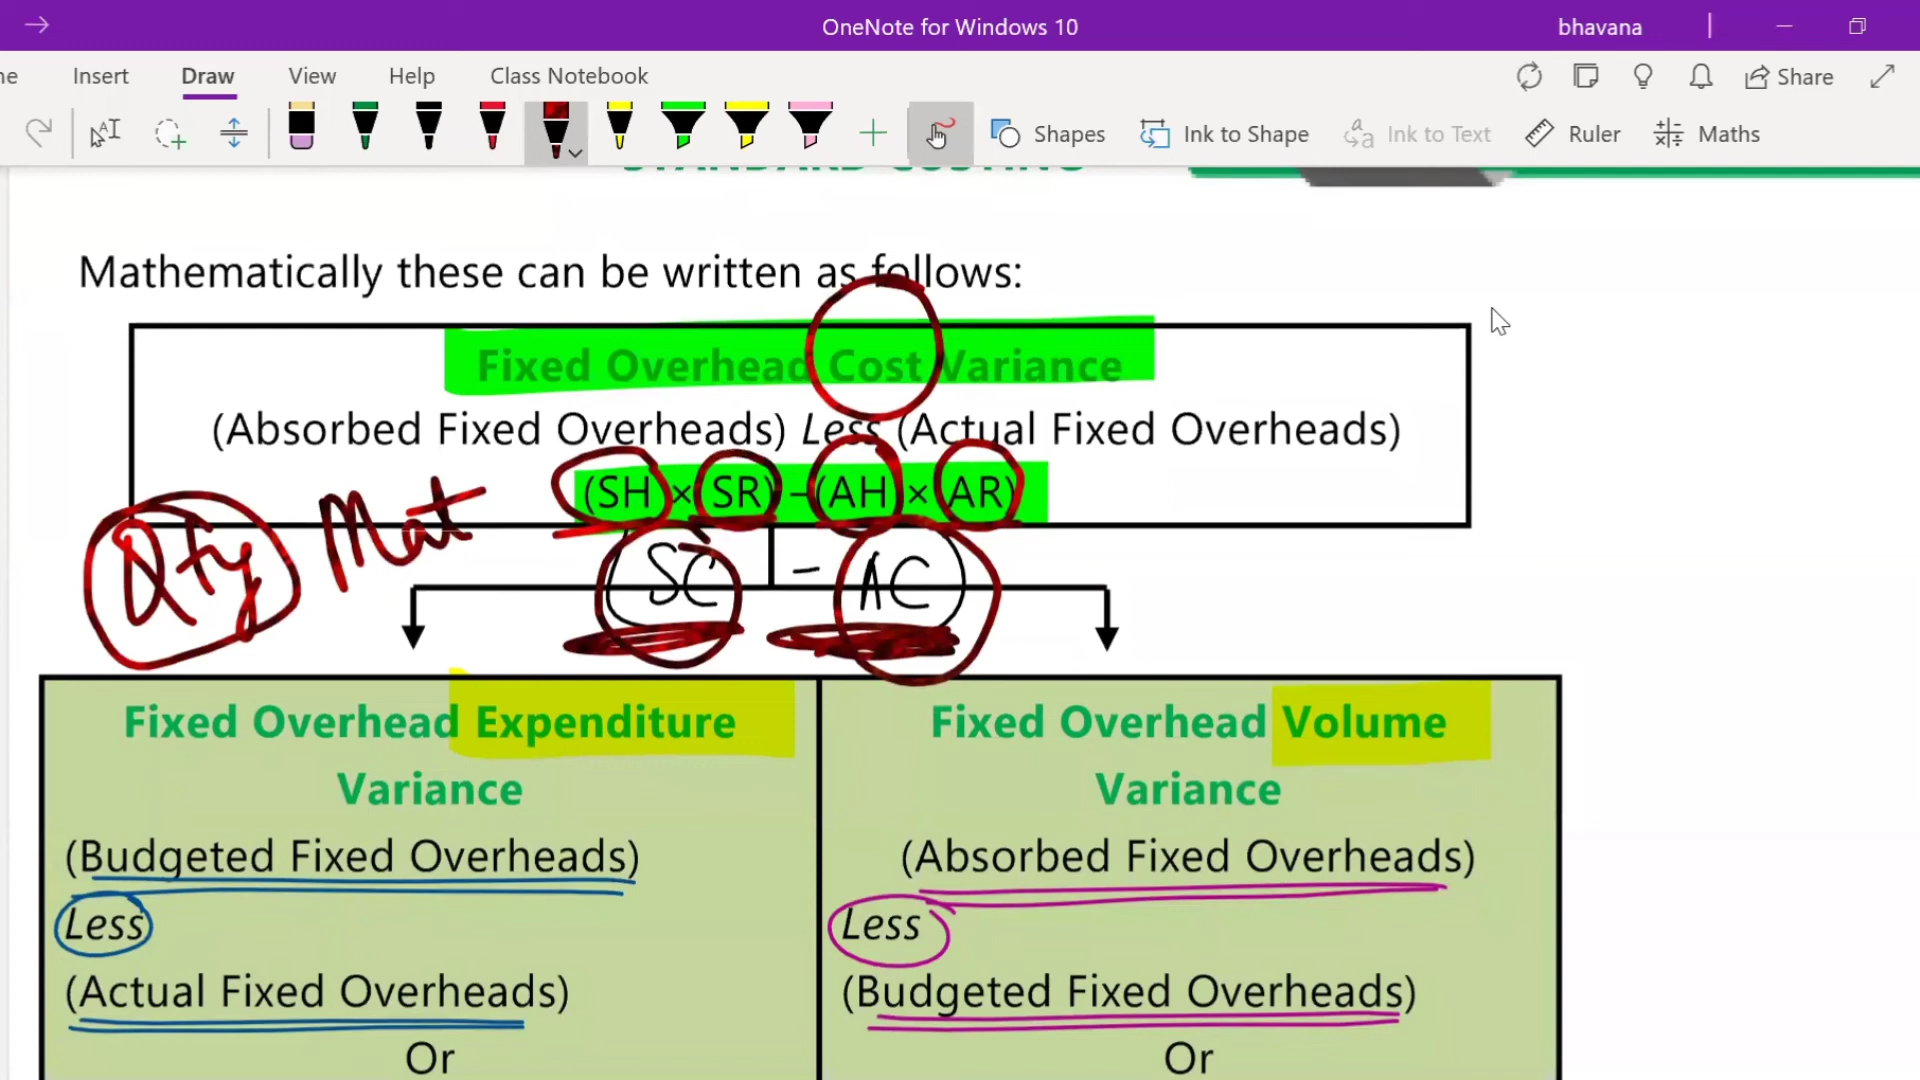 OneNote for Windows 10
bhavana
Insert Draw View Help Class Notebook
Share
Shapes Ink to Shape Ink to Text Ruler Maths
STANDARD COSTING
Mathematically these can be written as follows:
Fixed Overhead Cost Variance
(Absorbed Fixed Overheads) Less (Actual Fixed Overheads)
(SH × SR) – (AH × AR)
Qty Mat
SC – AC
Fixed Overhead Expenditure
Variance
(Budgeted Fixed Overheads)
Less
(Actual Fixed Overheads)
Or
Fixed Overhead Volume
Variance
(Absorbed Fixed Overheads)
Less
(Budgeted Fixed Overheads)
Or